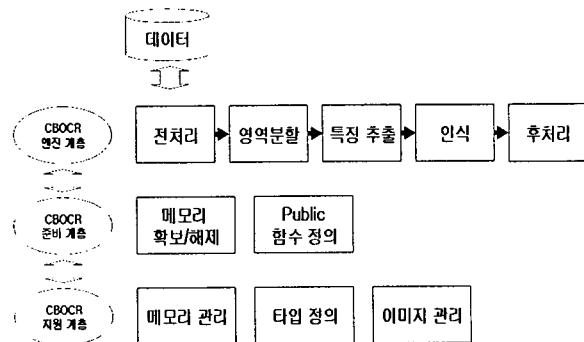 데이터
CBOCR
엔진 계층
전처리
영역분할
특징 추출
인식
후처리
CBOCR
준비 계층
메모리
확보/해제
Public
함수 정의
CBOCR
지원 계층
메모리 관리
타입 정의
이미지 관리